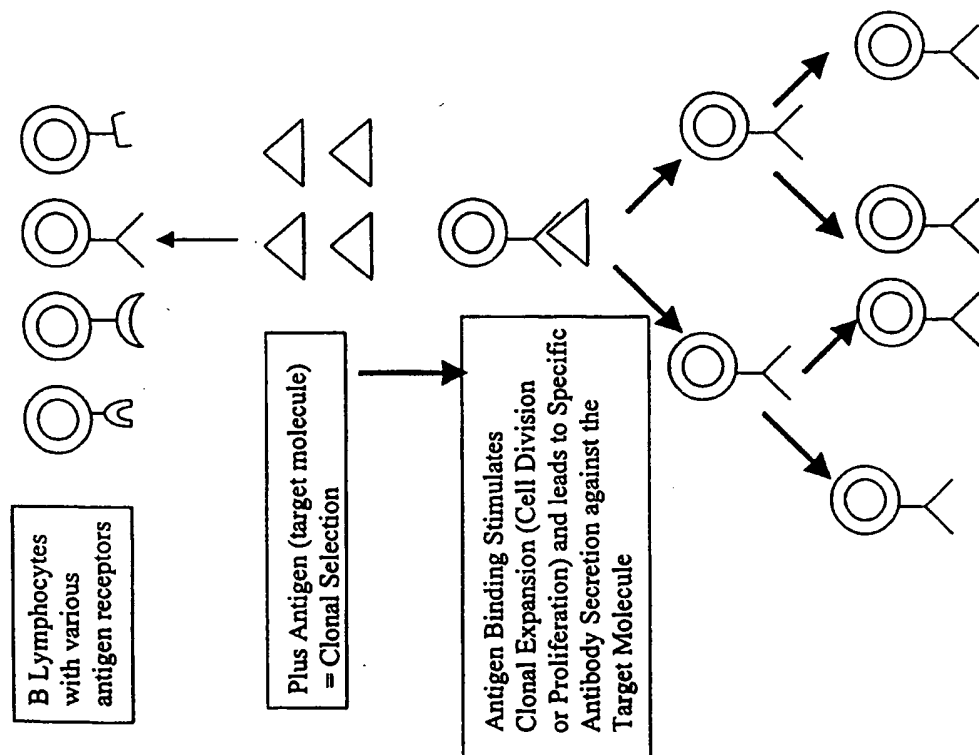 B Lymphocytes
with various
antigen receptors
Plus Antigen (target molecule)
= Clonal Selection
Antigen Binding Stimulates
Clonal Expansion (Cell Division
or Proliferation) and leads to Specific
Antibody Secretion against the
Target Molecule